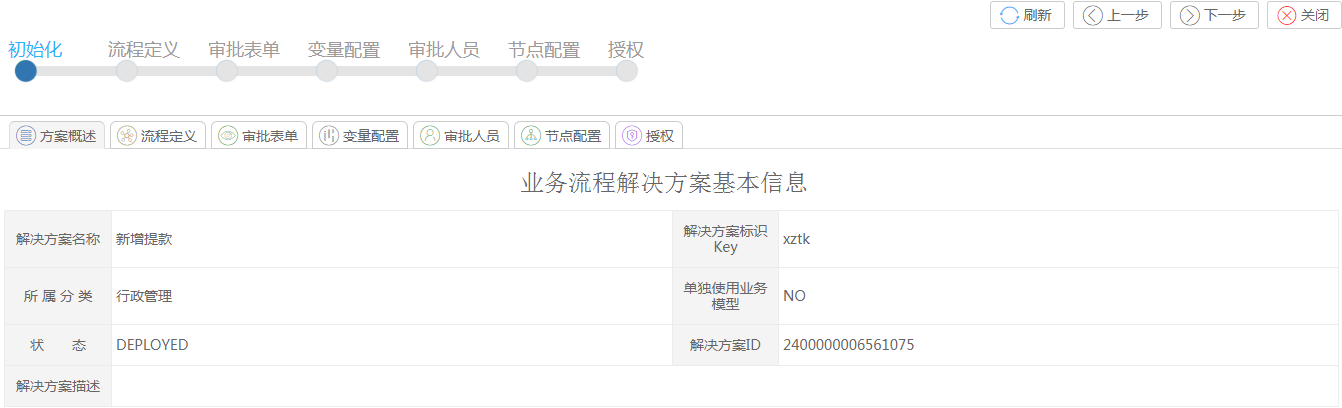 刷新 上一步 下一步 关闭
初始化 流程定义 审批表单 变量配置 审批人员 节点配置 授权
方案概述 流程定义 审批表单 变量配置 审批人员 节点配置 授权
业务流程解决方案基本信息
解决方案名称 新增提款 解决方案标识
Key xztk
所 属 分 类 行政管理 单独使用业务
模型 NO
状 态 DEPLOYED 解决方案ID 2400000006561075
解决方案描述